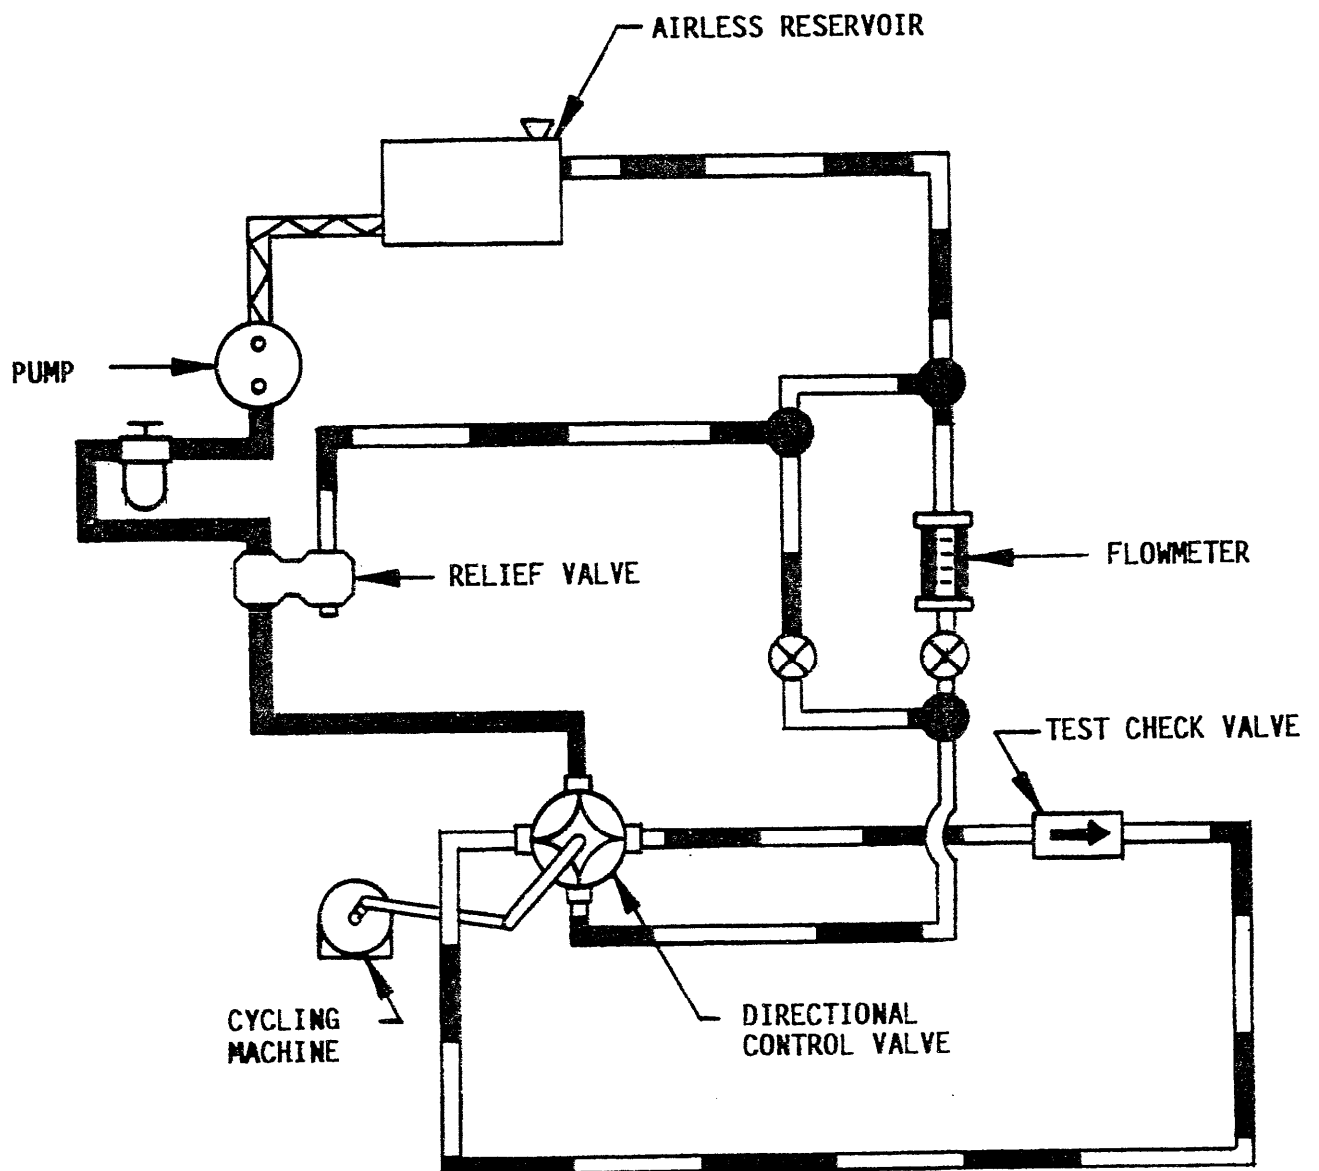 AIRLESS RESERVOIR
PUMP
RELIEF VALVE
FLOWMETER
TEST CHECK VALVE
CYCLING
MACHINE
DIRECTIONAL
CONTROL VALVE